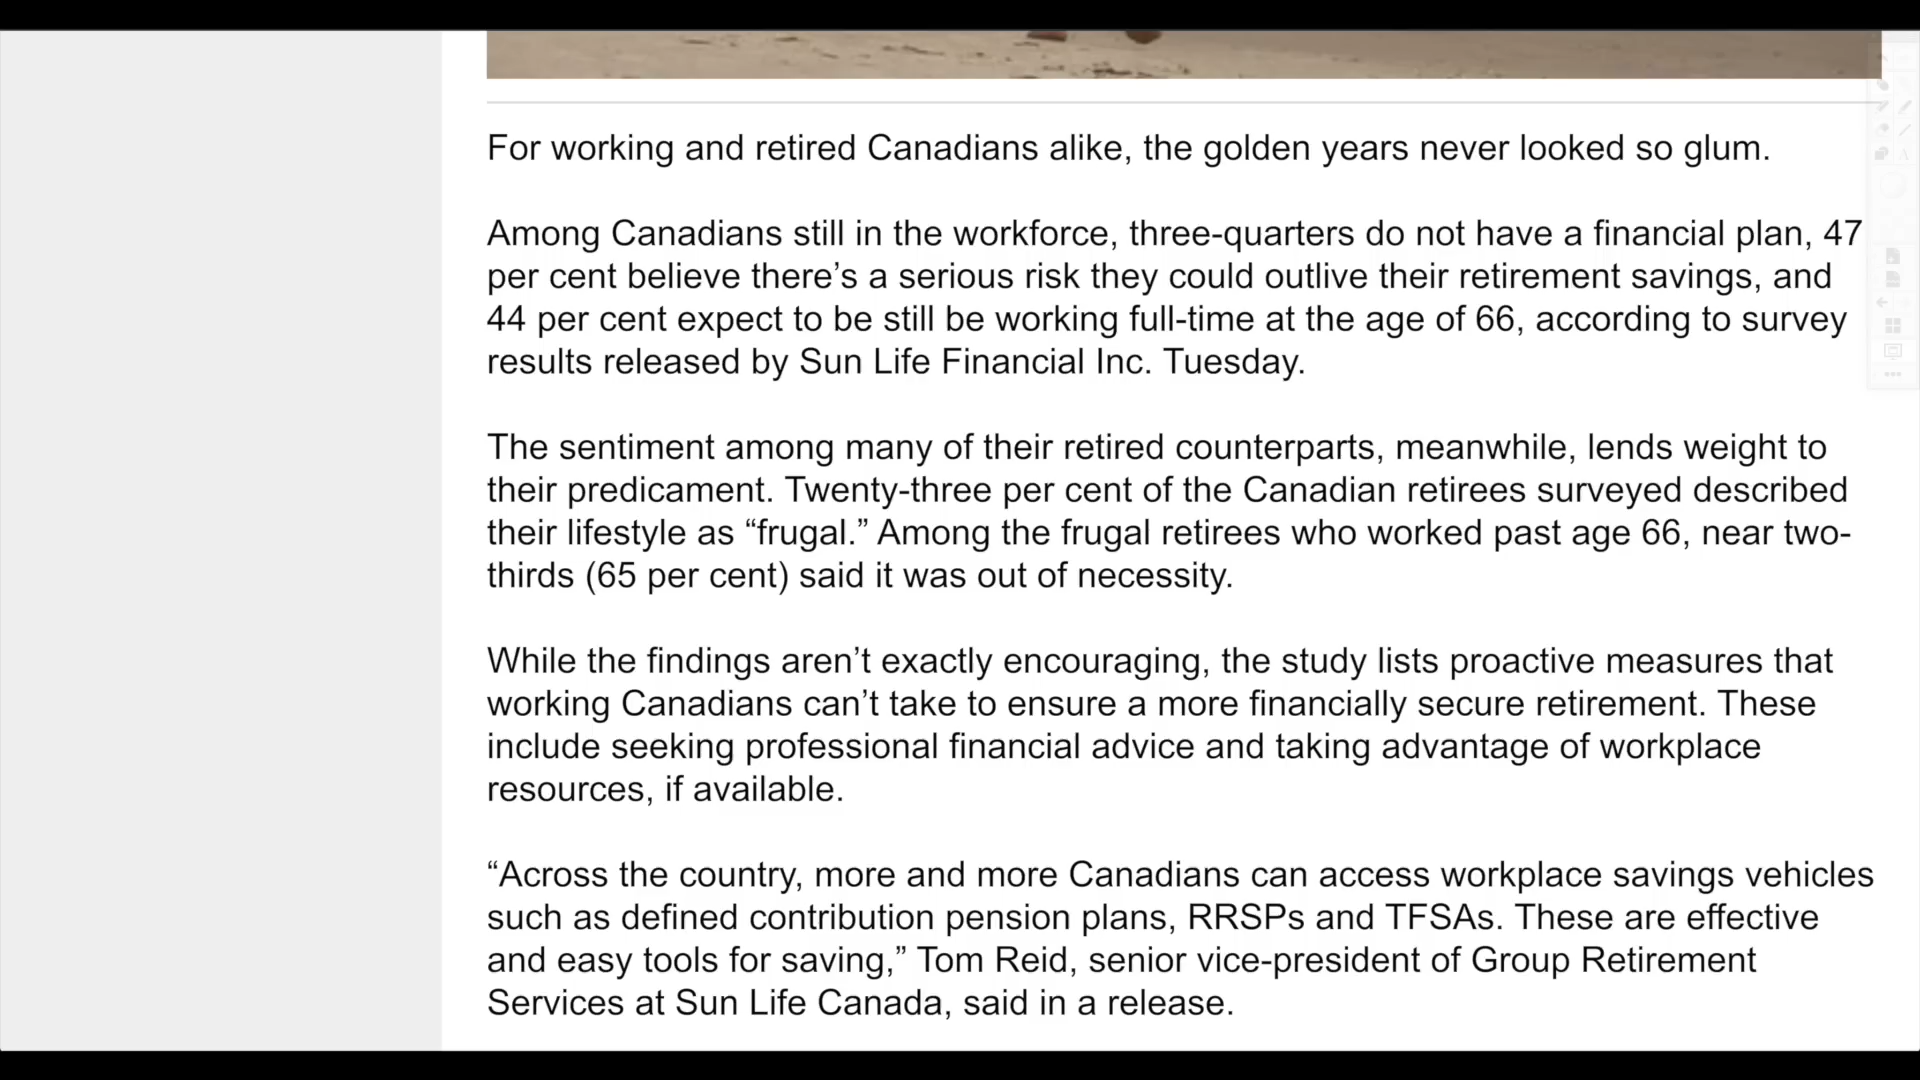 For working and retired Canadians alike, the golden years never looked so glum.
Among Canadians still in the workforce, three-quarters do not have a financial plan, 47
per cent believe there’s a serious risk they could outlive their retirement savings, and
44 per cent expect to be still be working full-time at the age of 66, according to survey
results released by Sun Life Financial Inc. Tuesday.
The sentiment among many of their retired counterparts, meanwhile, lends weight to
their predicament. Twenty-three per cent of the Canadian retirees surveyed described
their lifestyle as “frugal.” Among the frugal retirees who worked past age 66, near two-
thirds (65 per cent) said it was out of necessity.
While the findings aren’t exactly encouraging, the study lists proactive measures that
working Canadians can’t take to ensure a more financially secure retirement. These
include seeking professional financial advice and taking advantage of workplace
resources, if available.
“Across the country, more and more Canadians can access workplace savings vehicles
such as defined contribution pension plans, RRSPs and TFSAs. These are effective
and easy tools for saving,” Tom Reid, senior vice-president of Group Retirement
Services at Sun Life Canada, said in a release.